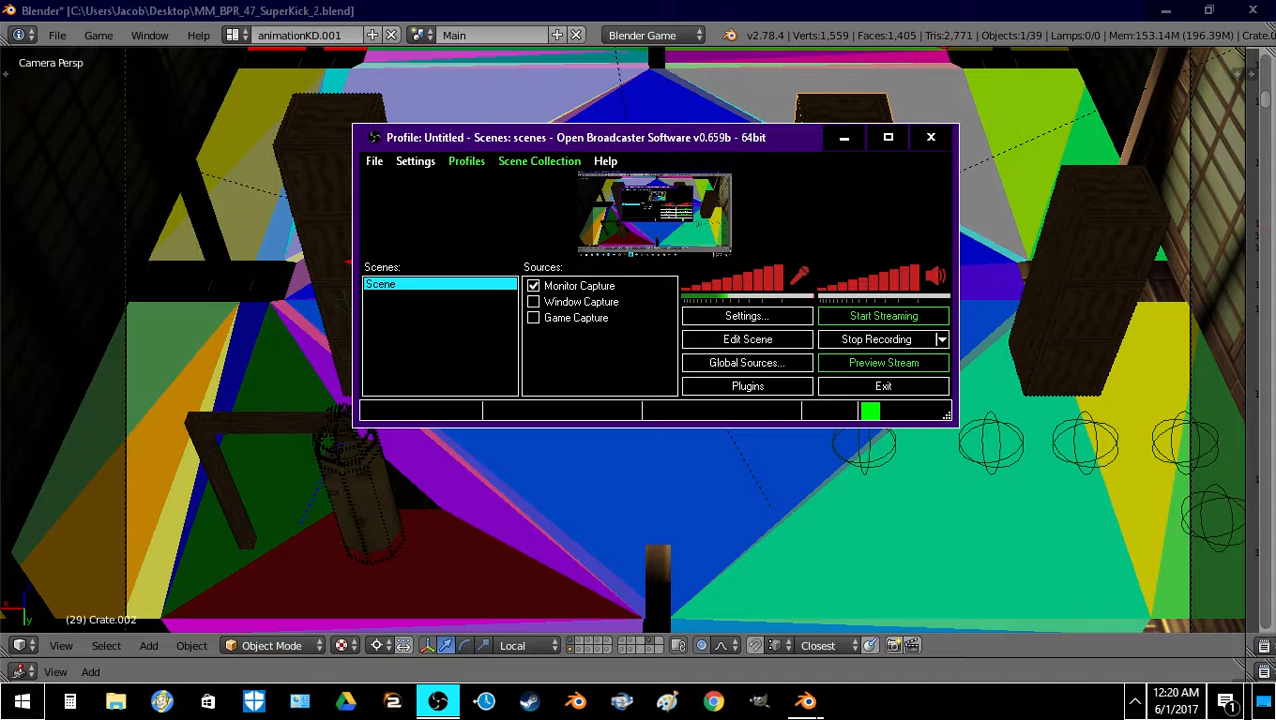 Blender* [C:\Users\Jacob\Desktop\MM_BPR_47_SuperKick_2.blend]
File Game Window Help animationKD.001 Main Blender Game v2.78.4 | Verts:1,559 | Faces:1,405 | Tris:2,771 | Objects:1/39 | Lamps:0/0 | Mem:153.14M (196.39M) | Crate.0
Camera Persp
Profile: Untitled - Scenes: scenes - Open Broadcaster Software v0.659b - 64bit
File Settings Profiles Scene Collection Help
Scenes: Sources:
Scene
Monitor Capture
Window Capture
Game Capture
Settings... Start Streaming
Edit Scene Stop Recording
Global Sources... Preview Stream
Plugins Exit
x y
(29) Crate.002
View Select Add Object Object Mode Local Closest
View Add
12:20 AM
6/1/2017
1